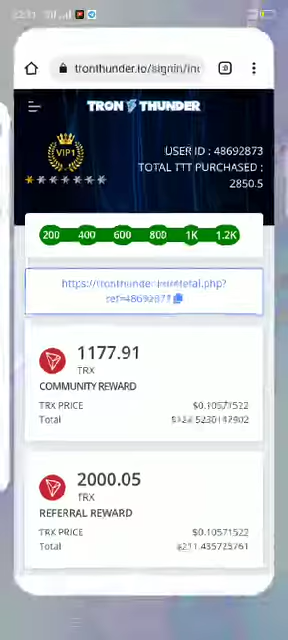 tronthunder.io/signin/in
TRON THUNDER
VIP1
USER ID : 48692873
TOTAL TTT PURCHASED :
2850.5
200 400 600 800 1K 1.2K
1177.91
TRX
COMMUNITY REWARD
TRX PRICE $0.10571522
Total
2000.05
TRX
REFERRAL REWARD
TRX PRICE $0.10571522
Total